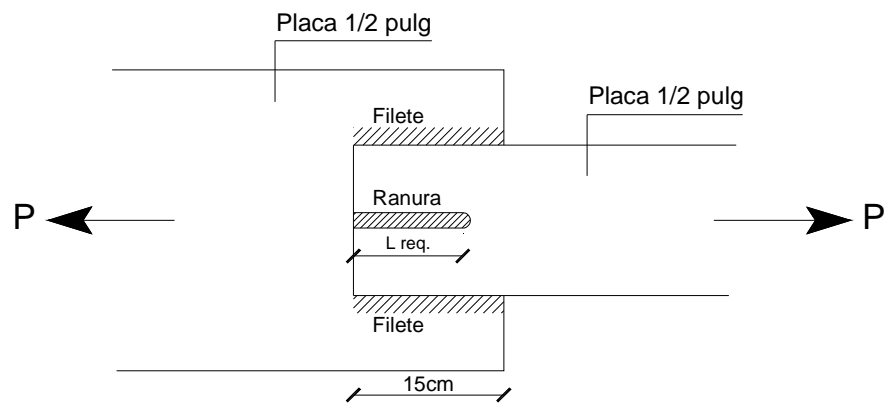 Placa 1/2 pulg
Placa 1/2 pulg
Filete
Ranura
P
P
L req.
Filete
15cm